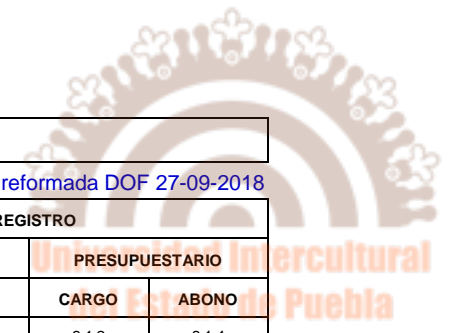 reformada DOF 27-09-2018
REGISTRO
Universidad Intercultural
PRESUPUESTARIO
CARGO ABONO
del Estado de Puebla